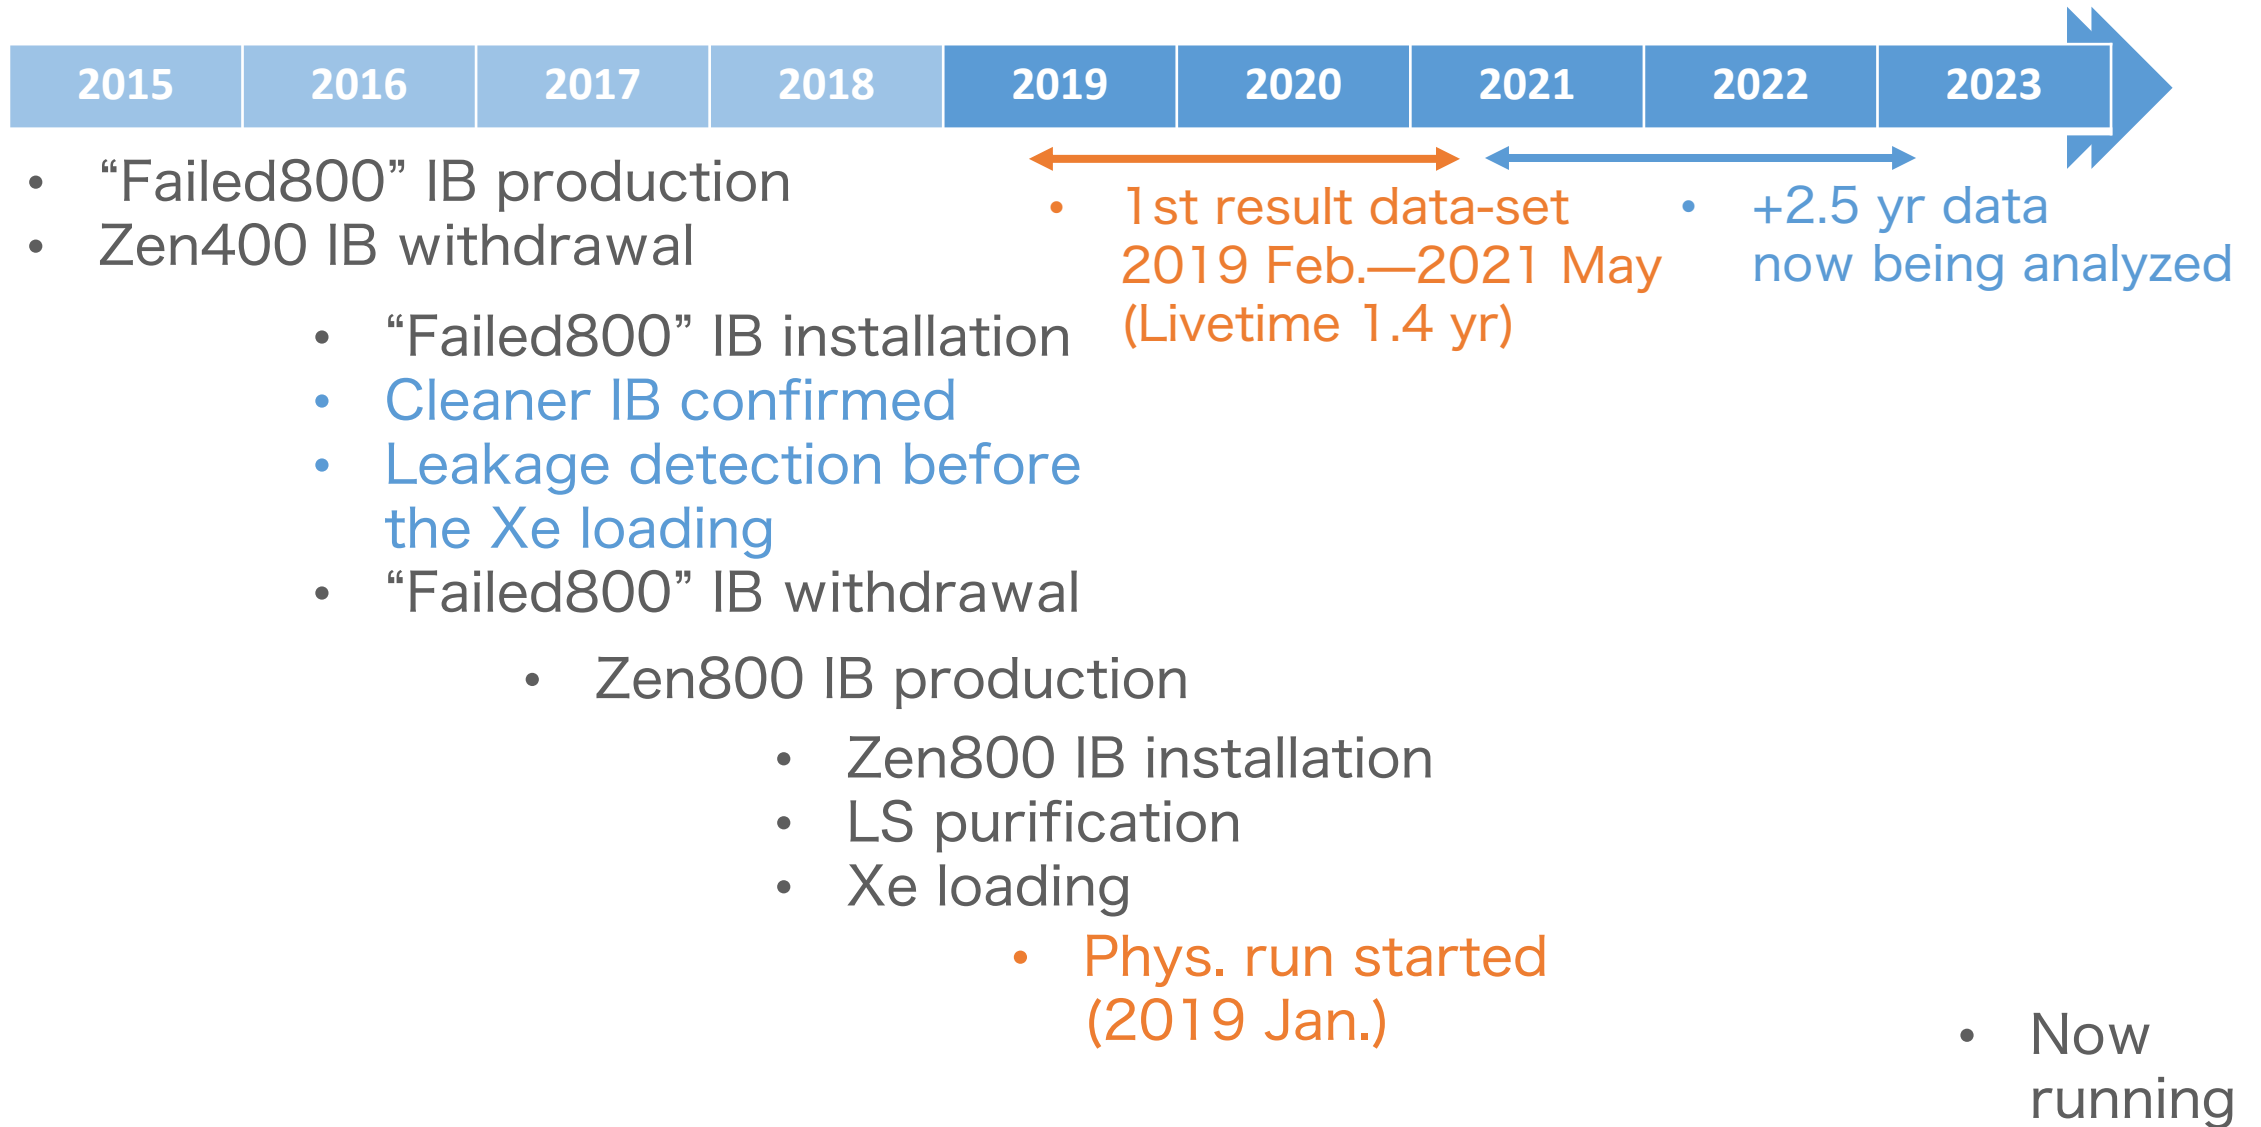 2015 2016 2017 2018 2019 2020 2021 2022 2023
• “Failed800” IB production
• Zen400 IB withdrawal
• 1st result data-set
2019 Feb.—2021 May
(Livetime 1.4 yr)
• +2.5 yr data
now being analyzed
• “Failed800” IB installation
• Cleaner IB confirmed
• Leakage detection before
the Xe loading
• “Failed800” IB withdrawal
• Zen800 IB production
• Zen800 IB installation
• LS purification
• Xe loading
• Phys. run started
(2019 Jan.)
• Now
running